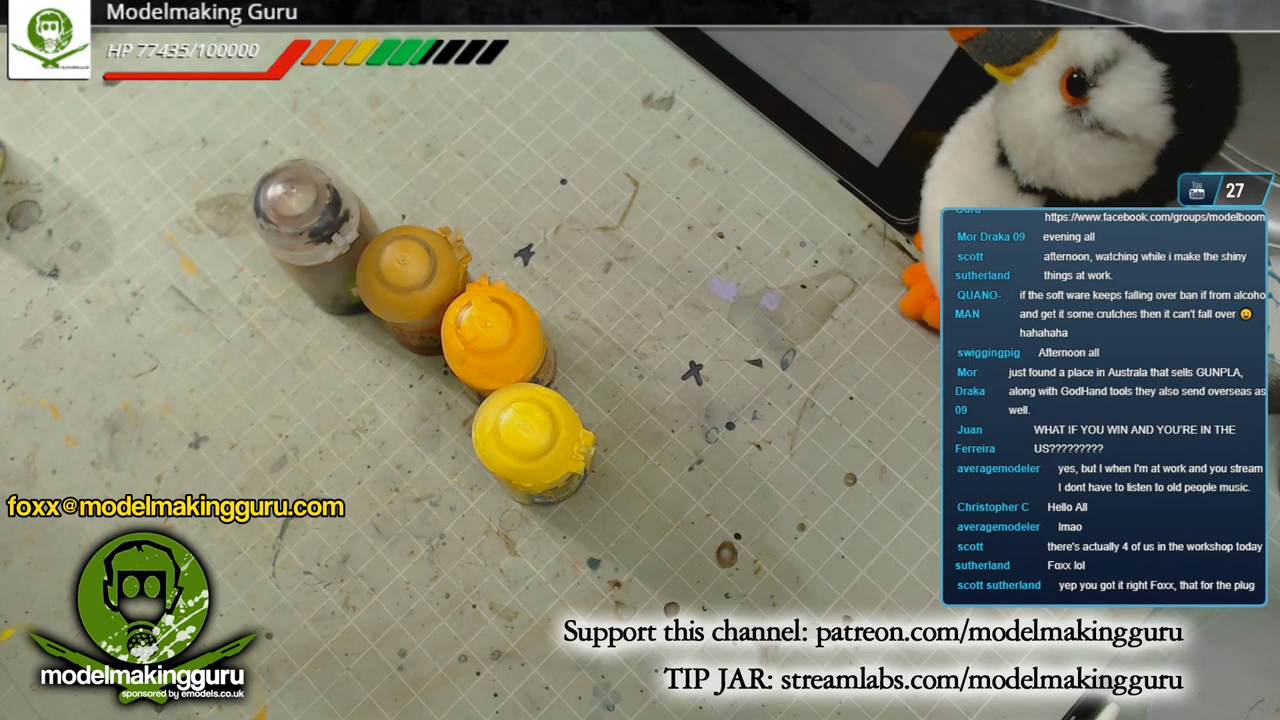 Modelmaking Guru
HP 77435/100000
You
Tube
27
https://www.facebook.com/groups/modelboom
Mor Draka 09 evening all
scott afternoon, watching while i make the shiny
sutherland things at work.
QUANO- if the soft ware keeps falling over ban if from alcoho
MAN and get it some crutches then it can't fall over
hahahaha
swiggingpig Afternoon all
Mor just found a place in Australa that sells GUNPLA,
Draka along with GodHand tools they also send overseas as
09 well.
Juan WHAT IF YOU WIN AND YOU'RE IN THE
Ferreira US?????????
averagemodeler yes, but I when I'm at work and you stream
I dont have to listen to old people music.
Christopher C Hello All
averagemodeler lmao
scott there's actually 4 of us in the workshop today
sutherland Foxx lol
scott sutherland yep you got it right Foxx, that for the plug
foxx@modelmakingguru.com
modelmakingguru
sponsored by emodels.co.uk
Support this channel: patreon.com/modelmakingguru
TIP JAR: streamlabs.com/modelmakingguru